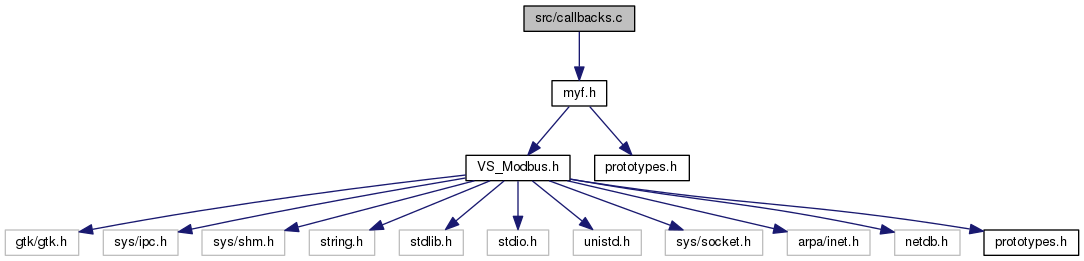 src/callbacks.c
myf.h
VS_Modbus.h
prototypes.h
gtk/gtk.h
sys/ipc.h
sys/shm.h
string.h
stdlib.h
stdio.h
unistd.h
sys/socket.h
arpa/inet.h
netdb.h
prototypes.h